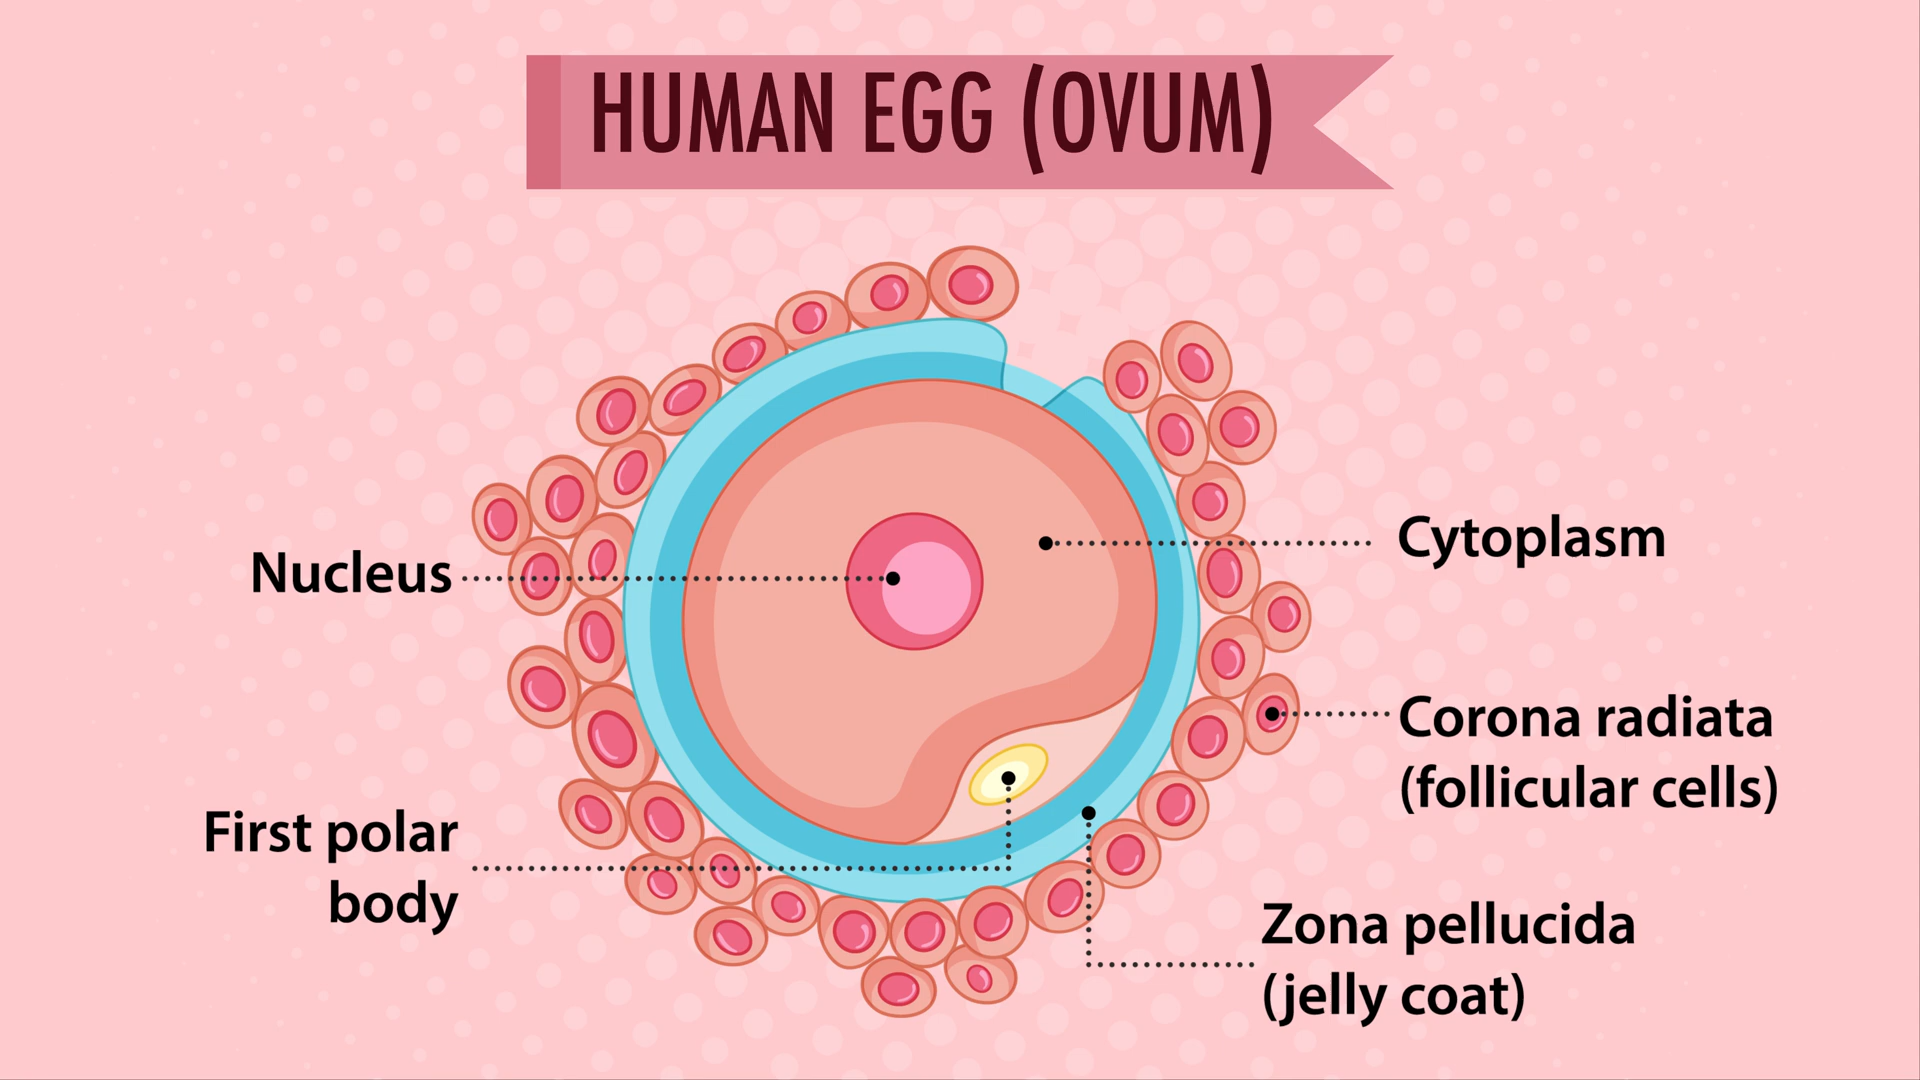 HUMAN EGG (OVUM)
Nucleus
Cytoplasm
Corona radiata
(follicular cells)
First polar
body
Zona pellucida
(jelly coat)